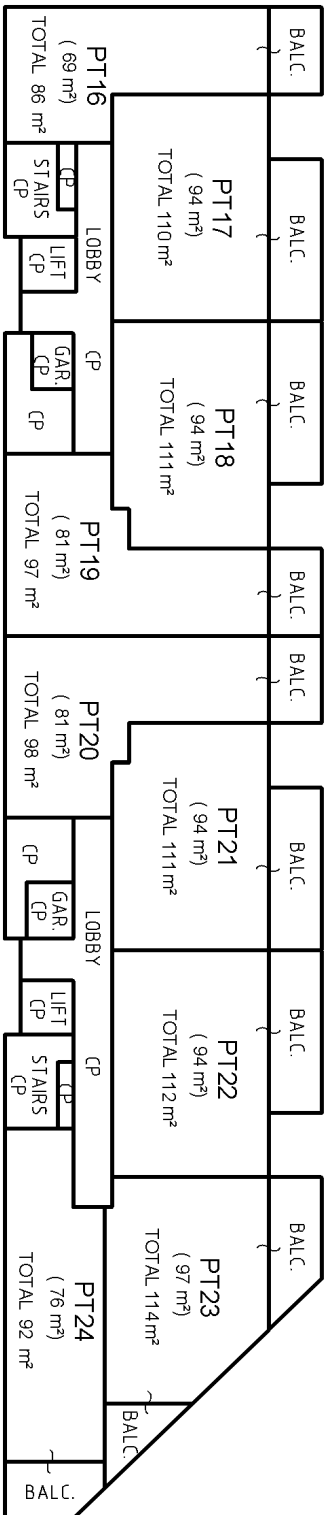 BALC.
BALC.
BALC.
BALC.
BALC.
BALC.
BALC.
BALC.
PT16
( 69 m²)
TOTAL 86 m²
PT17
( 94 m²)
TOTAL 110 m²
PT18
( 94 m²)
TOTAL 111 m²
PT19
( 81 m²)
TOTAL 97 m²
PT20
( 81 m²)
TOTAL 98 m²
PT21
( 94 m²)
TOTAL 111 m²
PT22
( 94 m²)
TOTAL 112 m²
PT23
( 97 m²)
TOTAL 114 m²
BALC.
PT24
( 76 m²)
TOTAL 92 m²
BALC.
LOBBY
CP
CP
STAIRS
CP
LIFT
CP
GAR.
CP
CP
LOBBY
CP
CP
GAR.
CP
LIFT
CP
CP
STAIRS
CP